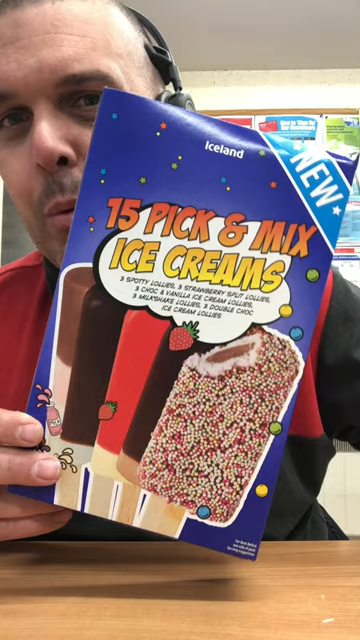 Iceland
NEW
15 PICK & MIX
ICE CREAMS
3 SPOTTY LOLLIES, 3 STRAWBERRY SPLIT LOLLIES,
3 CHOC & VANILLA ICE CREAM LOLLIES,
3 MILKSHAKE LOLLIES, 3 DOUBLE CHOC
ICE CREAM LOLLIES